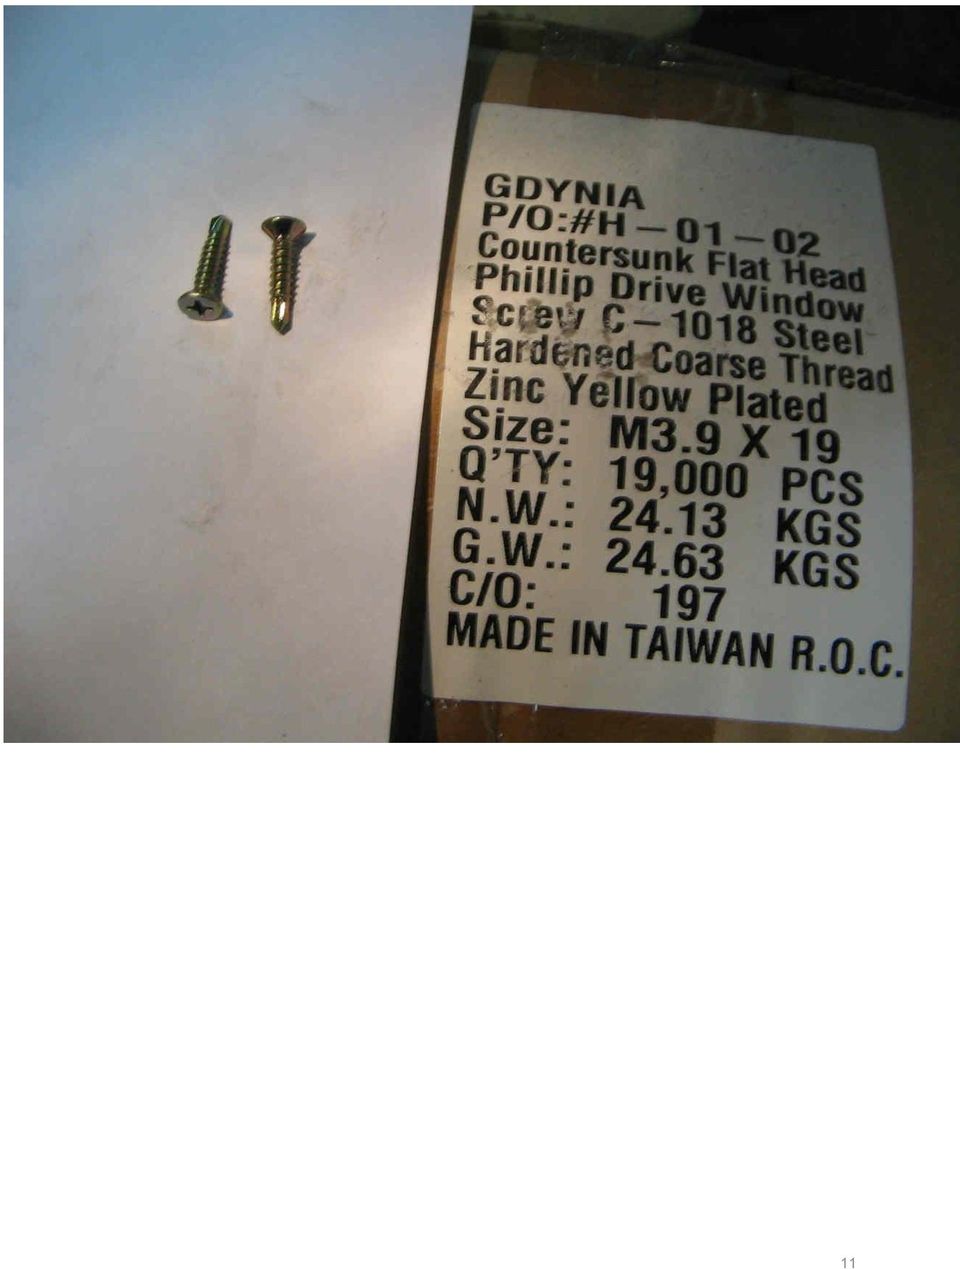 GDYNIA
P/O:#H-01-02
Countersunk Flat Head
Phillip Drive Window
Screw C-1018 Steel
Hardened Coarse Thread
Zinc Yellow Plated
Size: M3.9 X 19
Q'TY: 19,000 PCS
N.W.: 24.13 KGS
G.W.: 24.63 KGS
C/O: 197
MADE IN TAIWAN R.O.C.
11